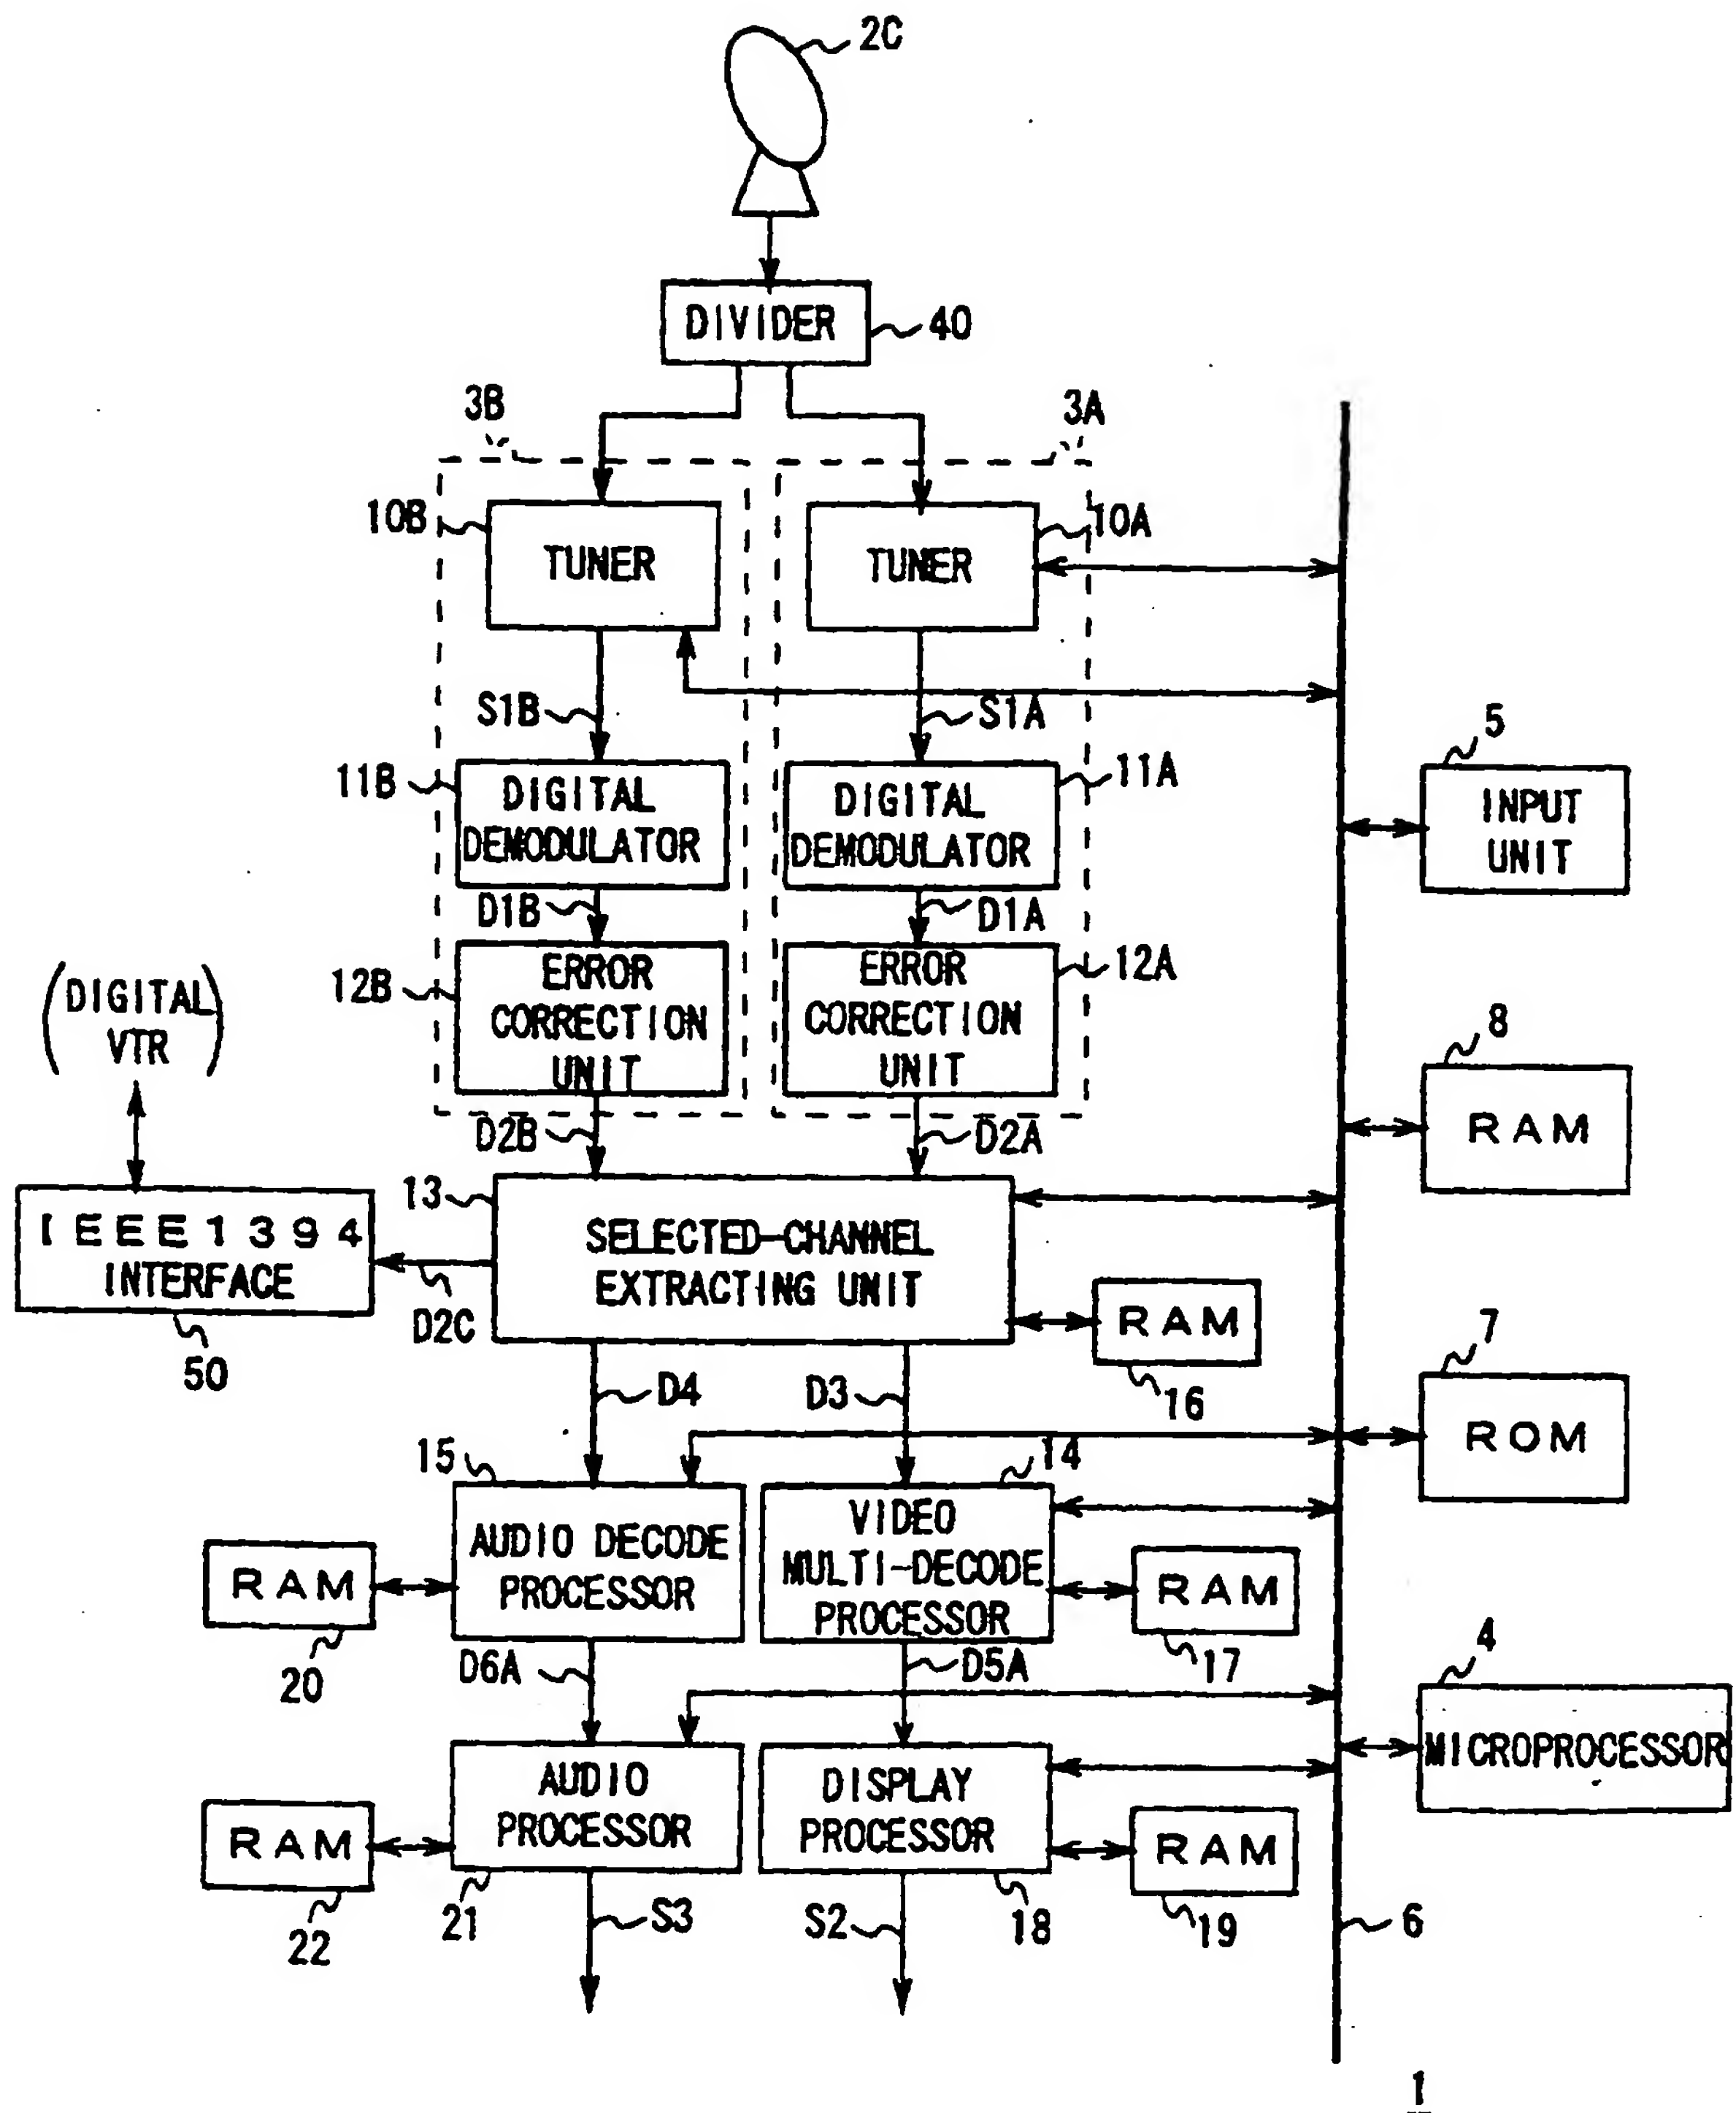 2C
DIVIDER
40
3B
3A
10B
TUNER
TUNER
10A
S1B
S1A
11B
DIGITAL
DEMODULATOR
DIGITAL
DEMODULATOR
11A
5
INPUT
UNIT
D1B
D1A
12B
ERROR
CORRECTION
UNIT
ERROR
CORRECTION
UNIT
12A
(DIGITAL
VTR)
8
RAM
D2B
D2A
13
SELECTED-CHANNEL
EXTRACTING UNIT
IEEE1394
INTERFACE
50
D2C
RAM
16
7
ROM
D4
D3
15
AUDIO DECODE
PROCESSOR
14
VIDEO
MULTI-DECODE
PROCESSOR
RAM
20
RAM
17
D6A
D5A
4
MICROPROCESSOR
AUDIO
PROCESSOR
DISPLAY
PROCESSOR
RAM
22
21
S3
S2
18
RAM
19
6
1